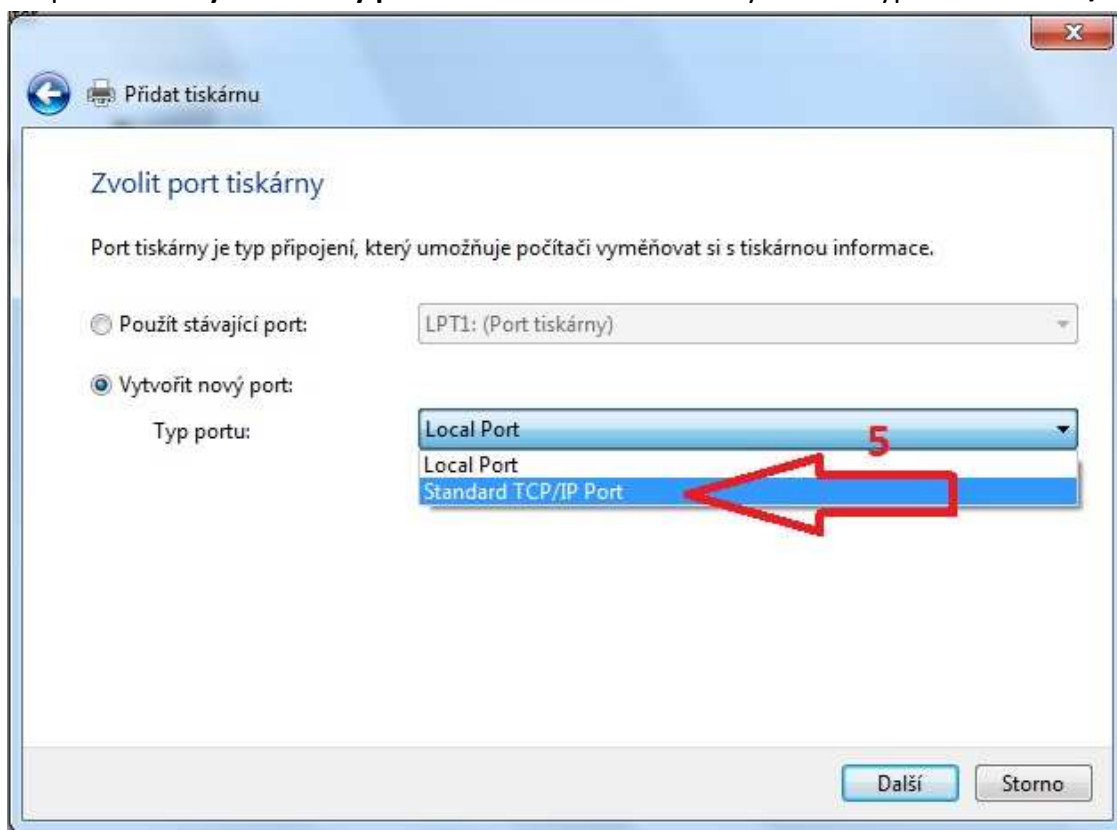 Přidat tiskárnu
Zvolit port tiskárny
Port tiskárny je typ připojení, který umožňuje počítači vyměňovat si s tiskárnou informace.
Použít stávající port: LPT1: (Port tiskárny)
Vytvořit nový port:
Typ portu: Local Port
5
Local Port
Standard TCP/IP Port
Další Storno